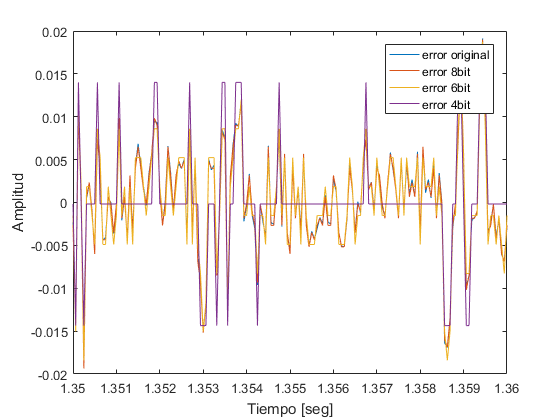 0.02
0.015
0.01
0.005
0
-0.005
-0.01
-0.015
-0.02
Amplitud
error original
error 8bit
error 6bit
error 4bit
1.35 1.351 1.352 1.353 1.354 1.355 1.356 1.357 1.358 1.359 1.36
Tiempo [seg]